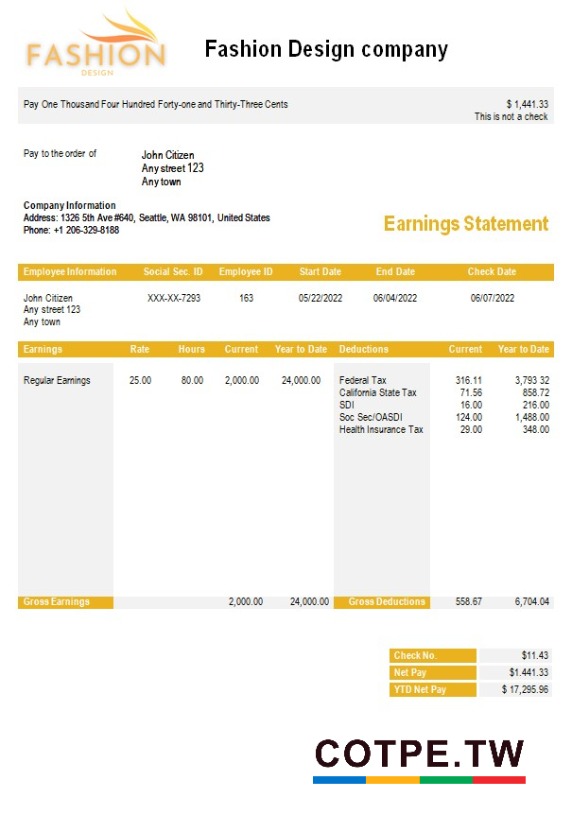 FASHION
DESIGN
Fashion Design company
Pay One Thousand Four Hundred Forty-one and Thirty-Three Cents $ 1,441.33
This is not a check
Pay to the order of John Citizen
Any street 123
Any town
Company Information
Address: 1326 5th Ave #640, Seattle, WA 98101, United States
Phone: +1 206-329-8188
Earnings Statement
Employee Information Social Sec. ID Employee ID Start Date End Date Check Date
John Citizen XXX-XX-7293 163 05/22/2022 06/04/2022 06/07/2022
Any street 123
Any town
Earnings Rate Hours Current Year to Date Deductions Current Year to Date
Regular Earnings 25.00 80.00 2,000.00 24,000.00 Federal Tax 316.11 3,793 32
California State Tax 71.56 858.72
SDI 16.00 216.00
Soc Sec/OASDI 124.00 1,488.00
Health Insurance Tax 29.00 348.00
Gross Earnings 2,000.00 24,000.00 Gross Deductions 558.67 6,704.04
Check No. $11.43
Net Pay $1.441.33
YTD Net Pay $ 17,295.96
COTPE.TW